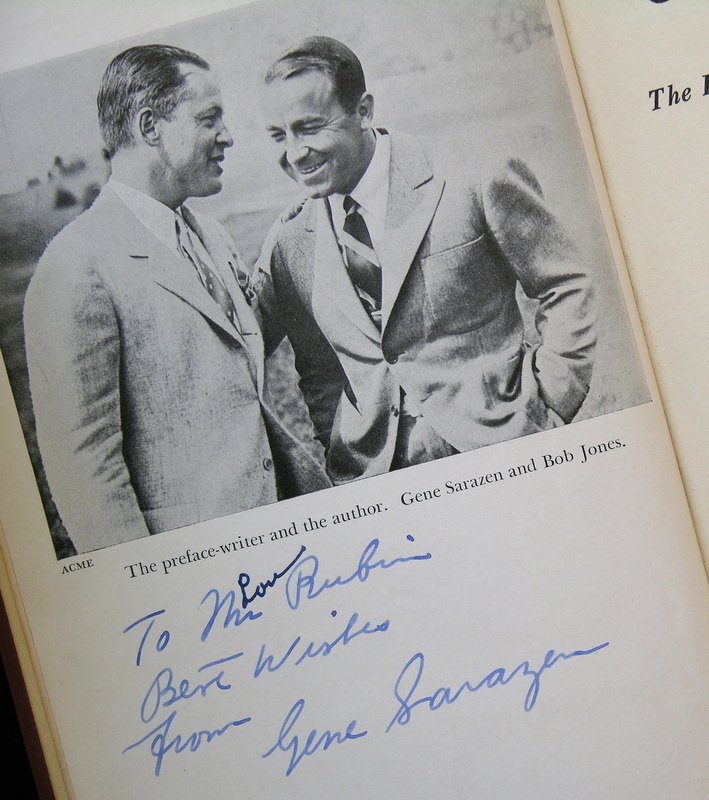 The
ACME
The preface-writer and the author. Gene Sarazen and Bob Jones.
Lou
To Mr Rubin
Best Wishes
from Gene Sarazen